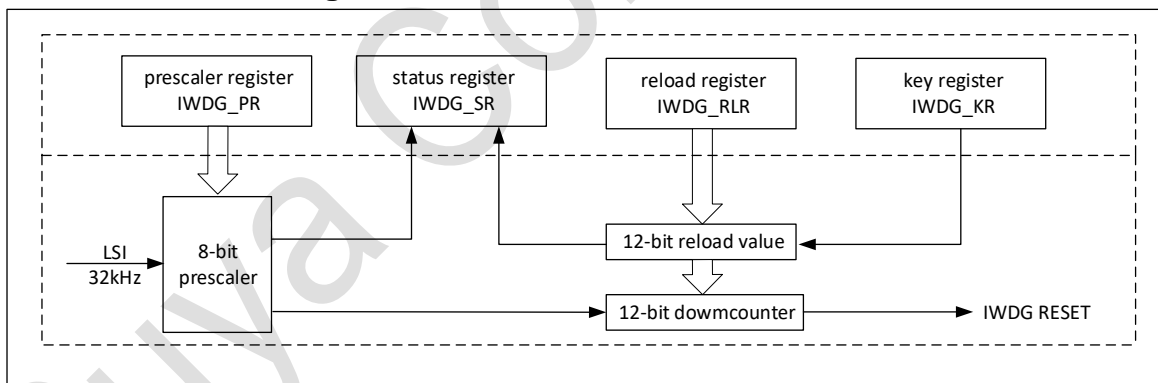 prescaler register
IWDG_PR
status register
IWDG_SR
reload register
IWDG_RLR
key register
IWDG_KR
LSI
32kHz
8-bit
prescaler
12-bit reload value
12-bit dowmcounter
IWDG RESET